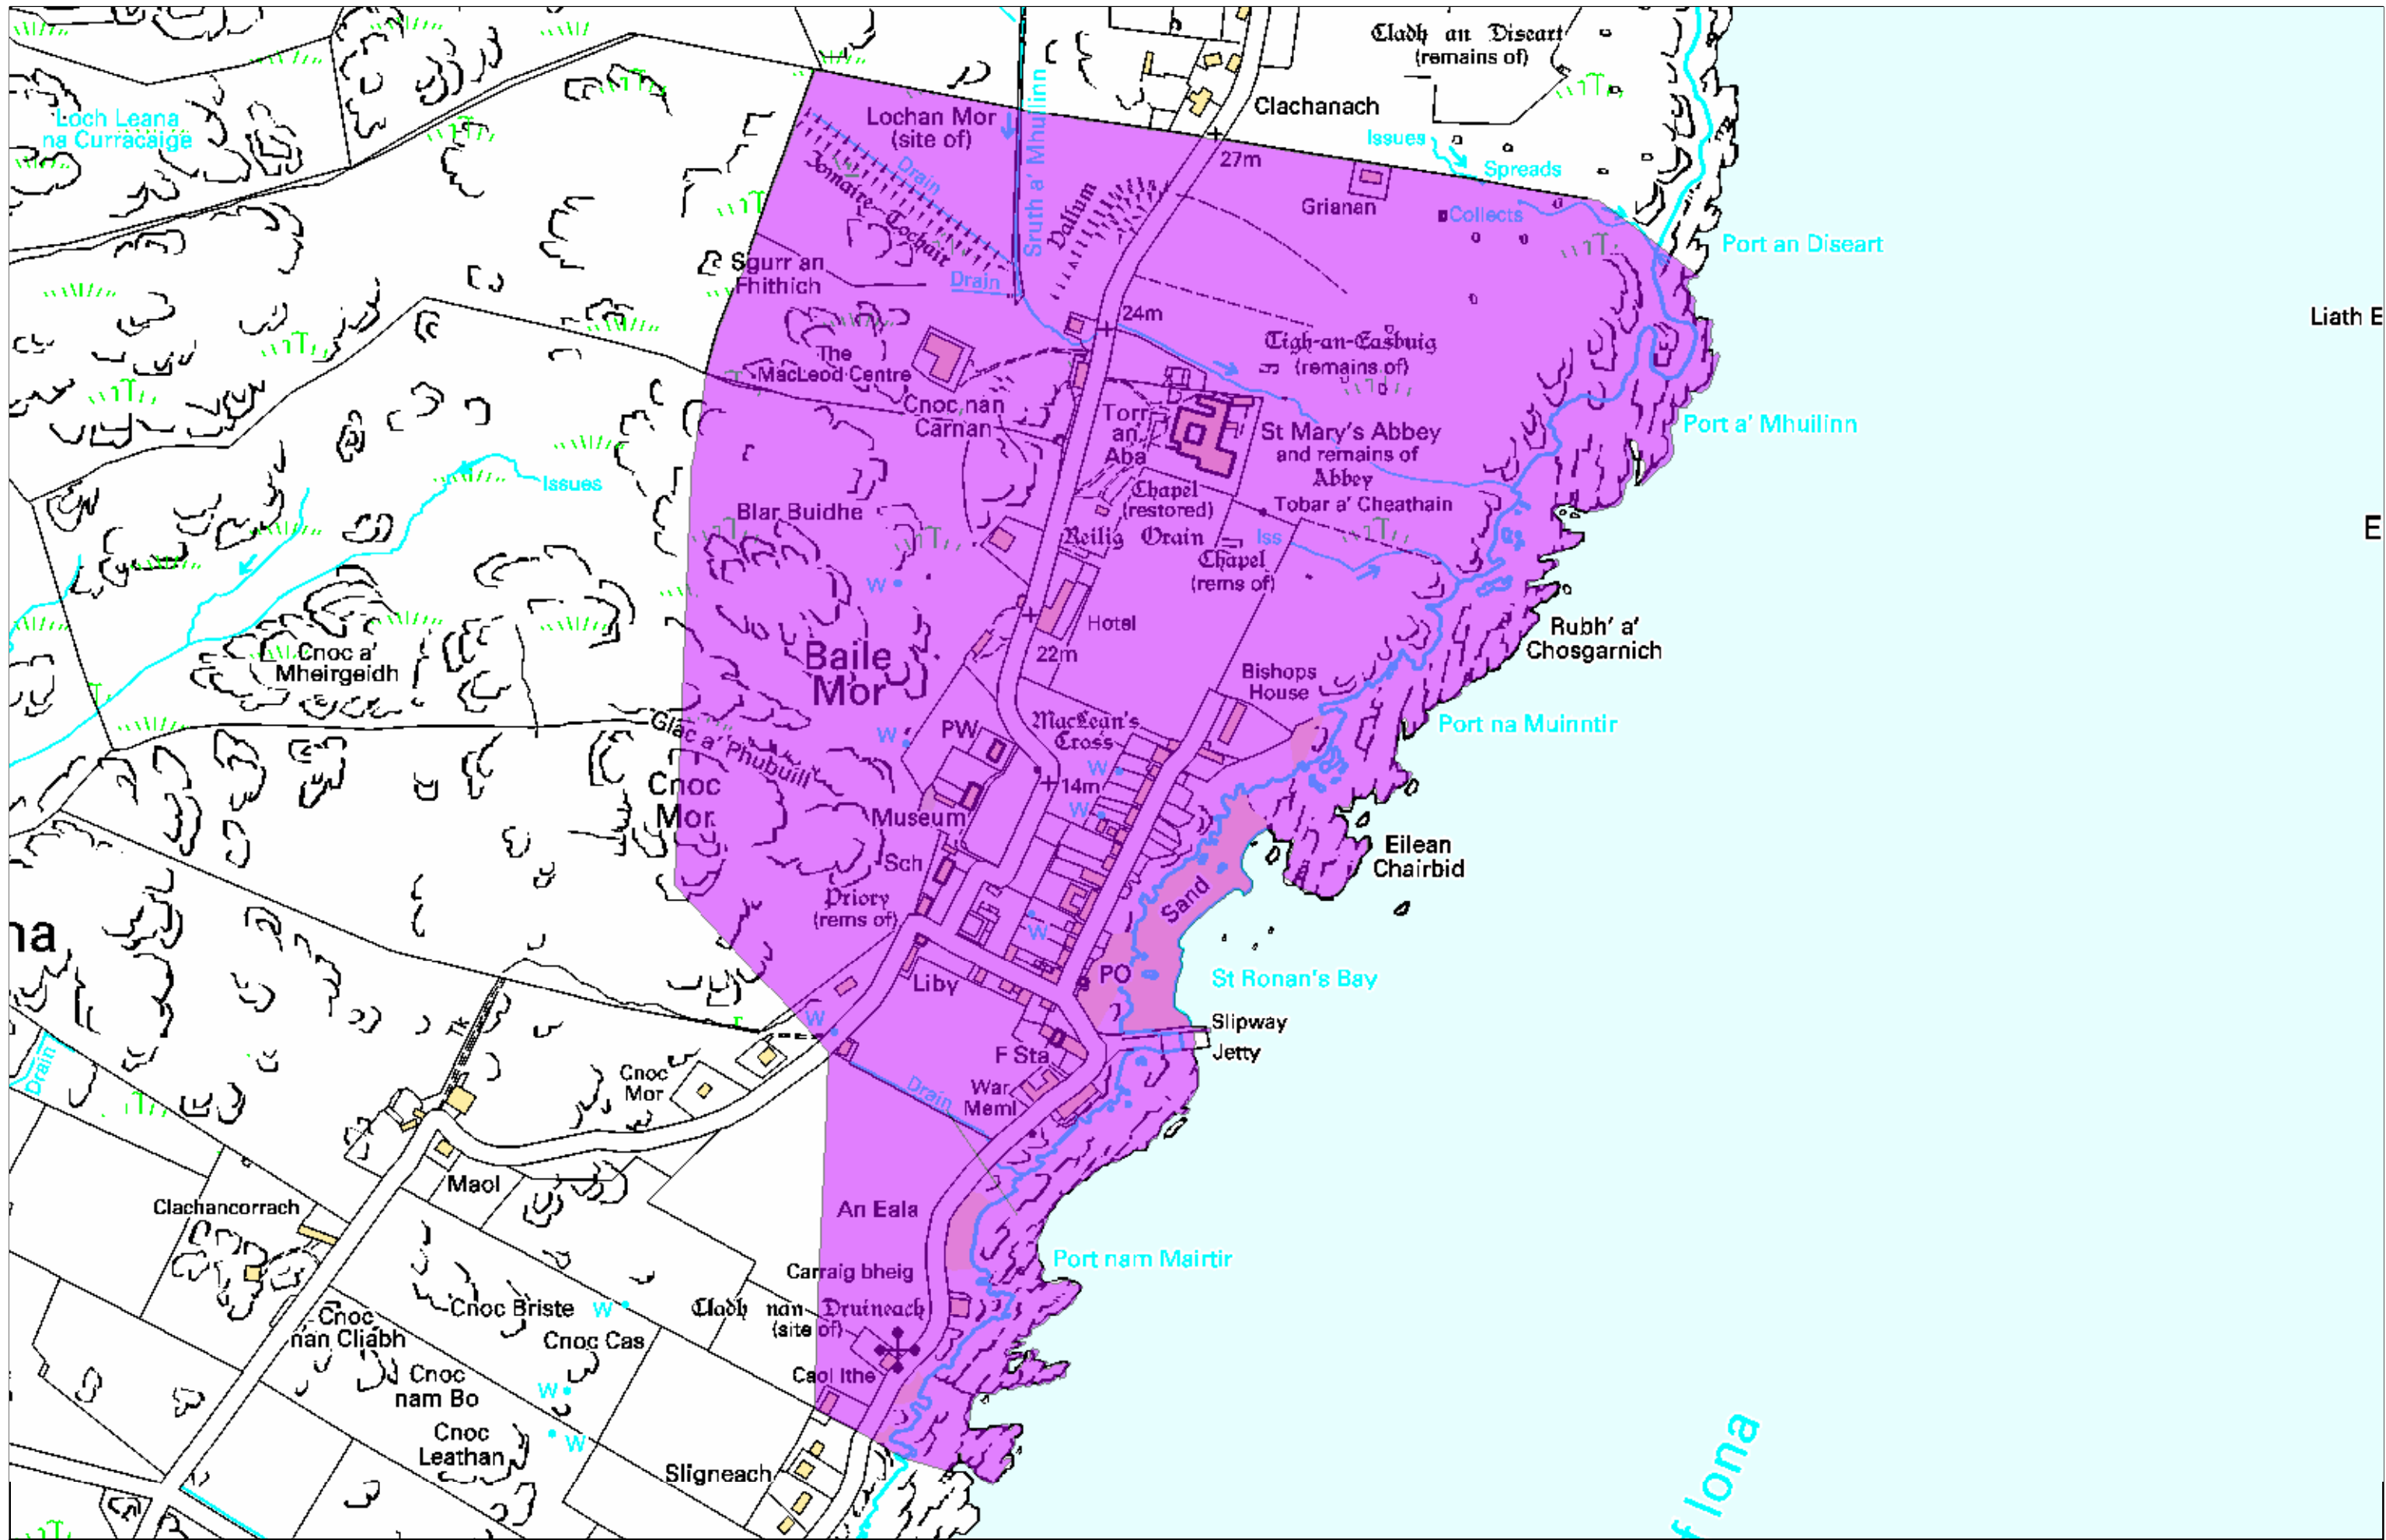 Cladh an Diseart
(remains of)
Loch Leana
na Curracaige
Lochan Mor
(site of)
Sruth a' Mhuilinn
Clachanach
Issues
Spreads
27m
Drain
Iomaire Tochair
Vallum
Grianan
Collects
Port an Diseart
Sgurr an
Fhithich
Drain
24m
Liath E
The
MacLeod Centre
Tigh-an-Easbuig
(remains of)
Cnoc nan
Carnan
Torr
an
Aba
St Mary's Abbey
and remains of
Abbey
Port a' Mhuilinn
Issues
Blar Buidhe
Chapel
(restored)
Tobar a' Cheathain
E
Reilig Orain
Iss
Chapel
(rems of)
W
Hotel
Rubh' a'
Chosgarnich
Cnoc a'
Mheirgeidh
Baile
Mor
22m
Bishops
House
Glac a' Phubuill
W
PW
MacLean's
Cross
Port na Muinntir
W
14m
Cnoc
Mor
Museum
W
Eilean
Chairbid
Sch
Sand
Priory
(rems of)
W
na
Liby
PO
St Ronan's Bay
Tk
W
Slipway
Jetty
Drain
F Sta
Cnoc
Mor
Drain
War
Meml
Maol
Clachancorrach
An Eala
Port nam Mairtir
Carraig bheig
Cnoc
nan Cliabh
Cnoc Briste
W
Cladh nan Druineach
(site of)
Cnoc Cas
Cnoc
nam Bo
W
Caol Ithe
Cnoc
Leathan
W
Sligneach
f Iona